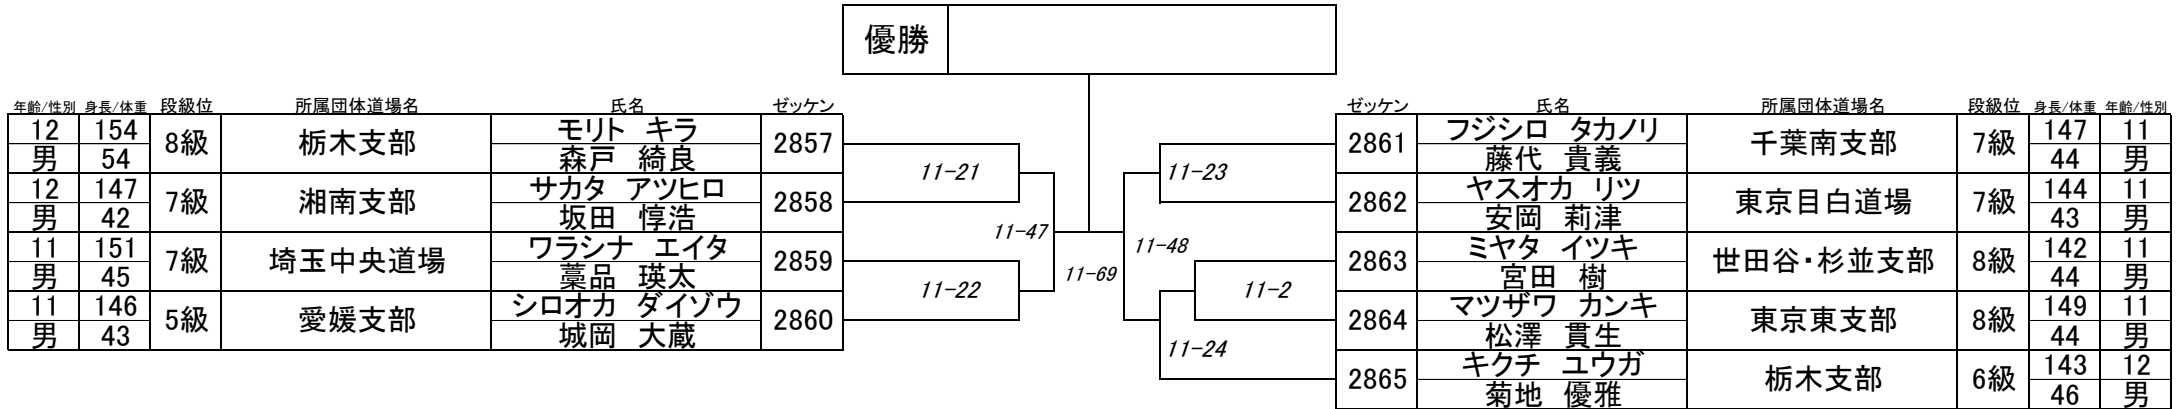 優勝
年齢/性別 身長/体重 段級位 所属団体道場名 氏名 ゼッケン
12 154 8級 栃木支部 モリト キラ 2857
男 54 森戸 綺良
12 147 7級 湘南支部 サカタ アツヒロ 2858
男 42 坂田 惇浩
11 151 7級 埼玉中央道場 ワラシナ エイタ 2859
男 45 藁品 瑛太
11 146 5級 愛媛支部 シロオカ ダイゾウ 2860
男 43 城岡 大蔵
11-21
11-47
11-22
11-69
11-23
11-48
11-2
11-24
ゼッケン 氏名 所属団体道場名 段級位 身長/体重 年齢/性別
2861 フジシロ タカノリ 千葉南支部 7級 147 11
藤代 貴義 44 男
2862 ヤスオカ リツ 東京目白道場 7級 144 11
安岡 莉津 43 男
2863 ミヤタ イツキ 世田谷・杉並支部 8級 142 11
宮田 樹 44 男
2864 マツザワ カンキ 東京東支部 8級 149 11
松澤 貫生 44 男
2865 キクチ ユウガ 栃木支部 6級 143 12
菊地 優雅 46 男